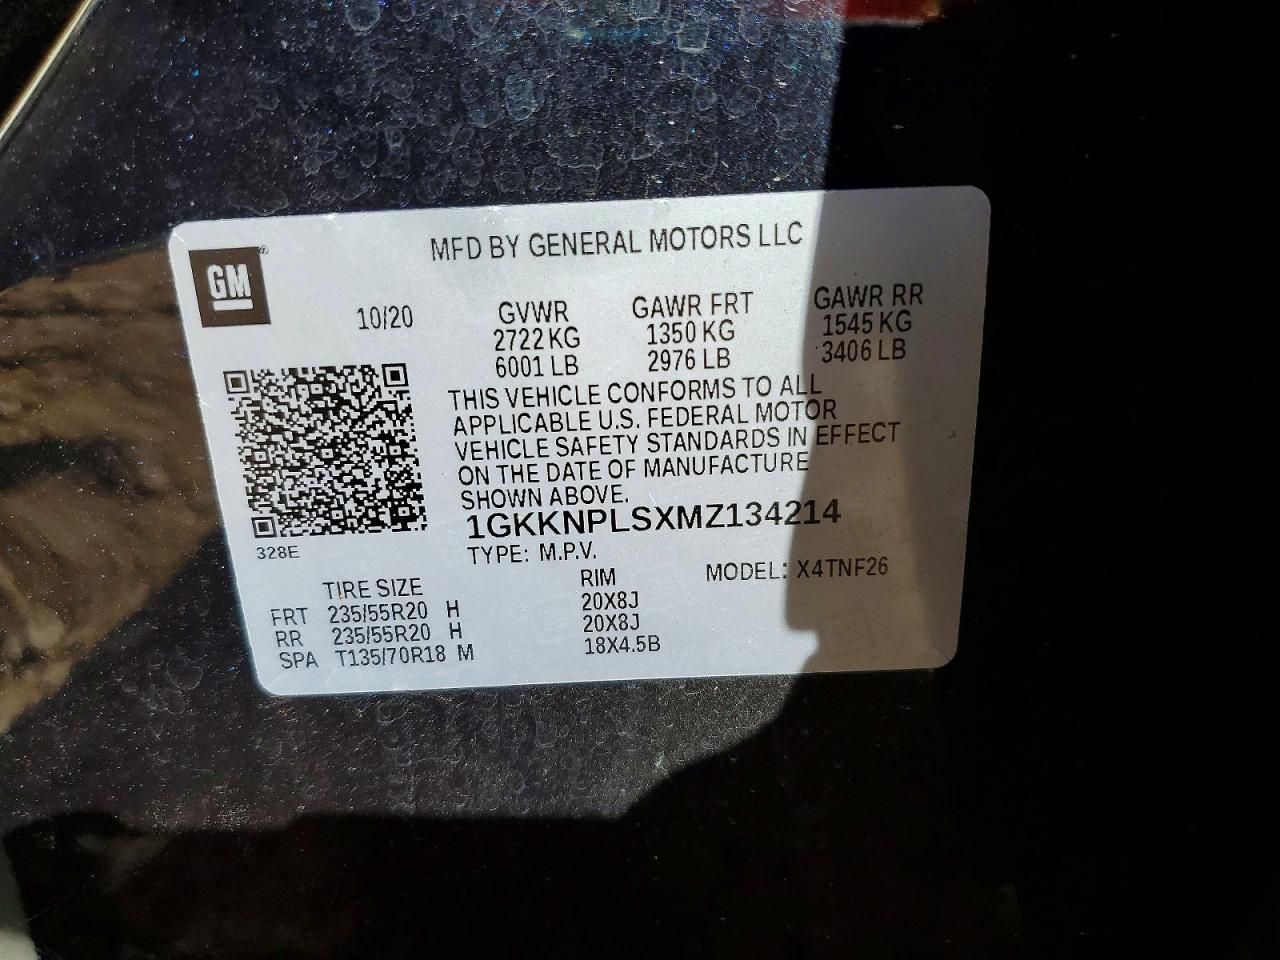 MFD BY GENERAL MOTORS LLC
GM®
10/20 GVWR GAWR FRT GAWR RR
2722 KG 1350 KG 1545 KG
6001 LB 2976 LB 3406 LB
THIS VEHICLE CONFORMS TO ALL
APPLICABLE U.S. FEDERAL MOTOR
VEHICLE SAFETY STANDARDS IN EFFECT
ON THE DATE OF MANUFACTURE
SHOWN ABOVE.
1GKKNPLSXMZ134214
328E
TYPE: M.P.V. MODEL: X4TNF26
TIRE SIZE RIM
FRT 235/55R20 H 20X8J
RR 235/55R20 H 20X8J
SPA T135/70R18 M 18X4.5B